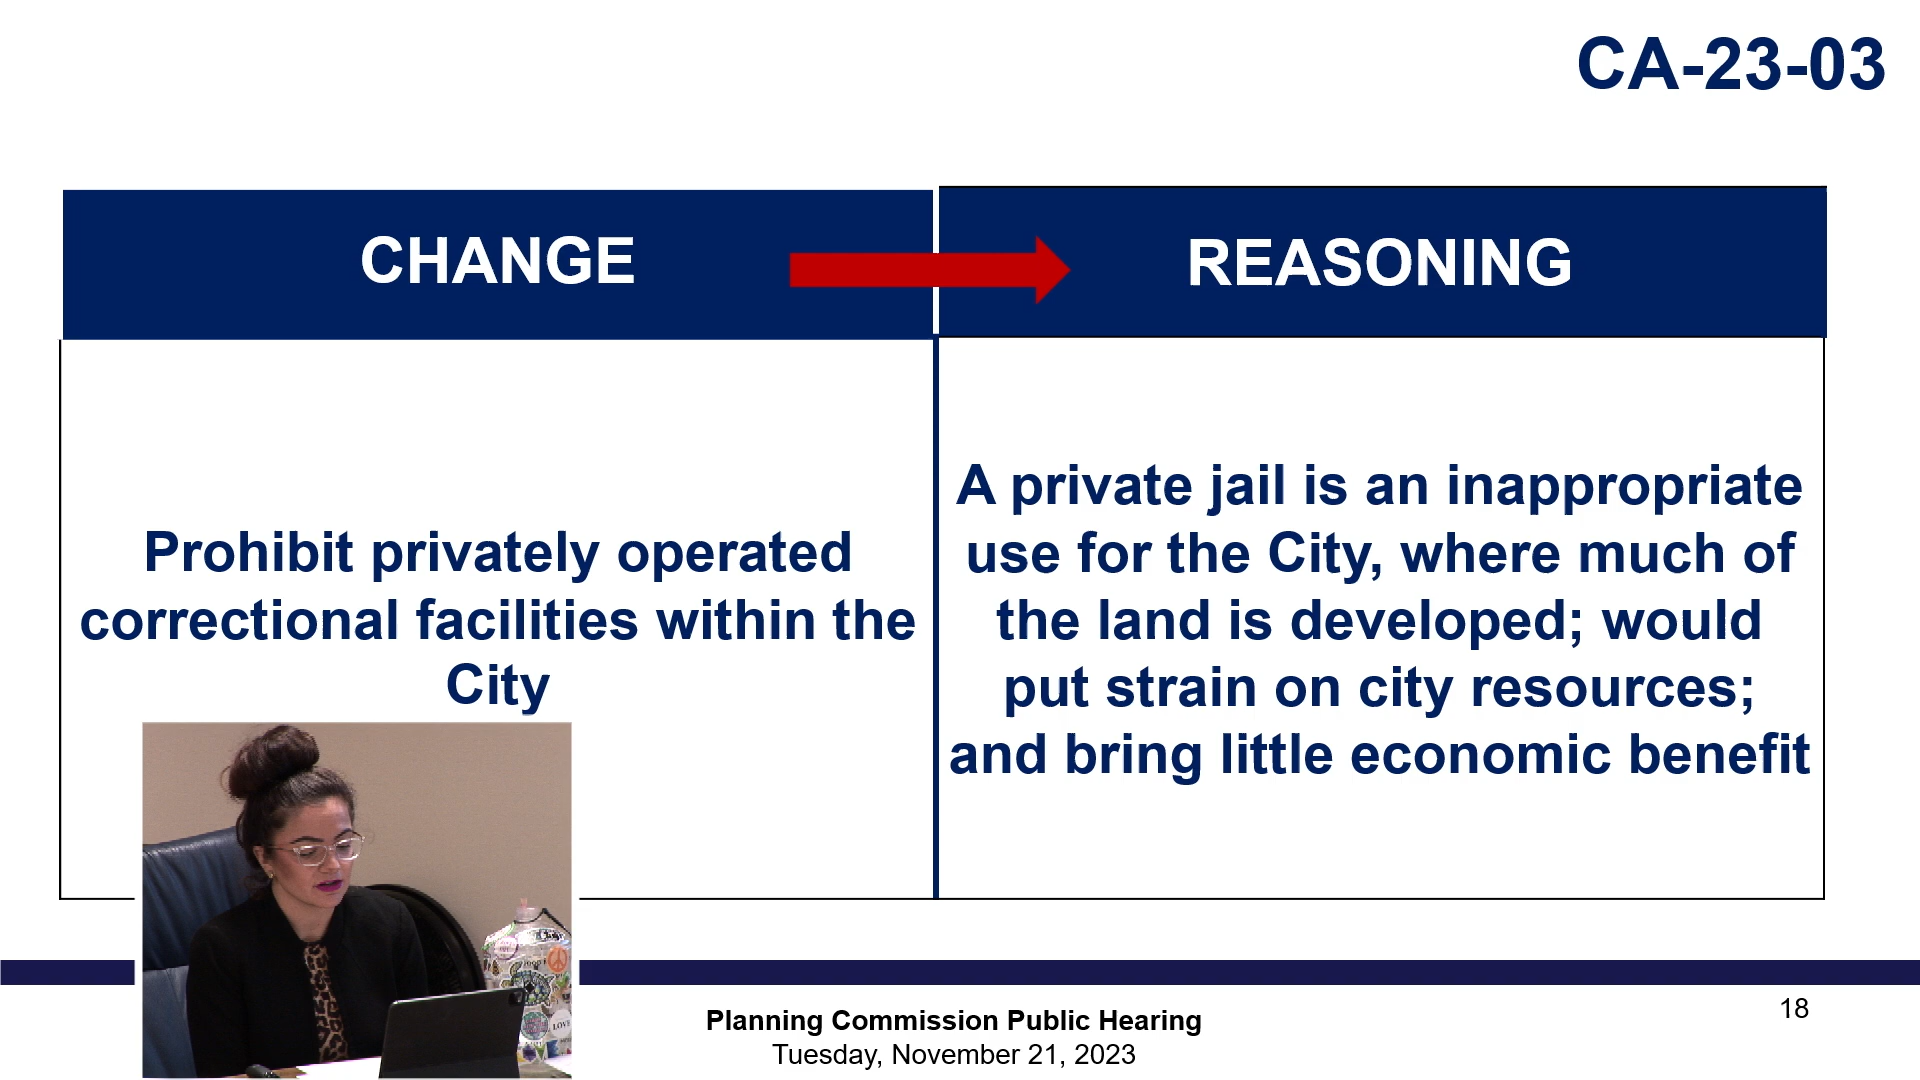 CA-23-03
CHANGE
REASONING
Prohibit privately operated
correctional facilities within the
City
A private jail is an inappropriate
use for the City, where much of
the land is developed; would
put strain on city resources;
and bring little economic benefit
LOVE
Planning Commission Public Hearing
Tuesday, November 21, 2023
18